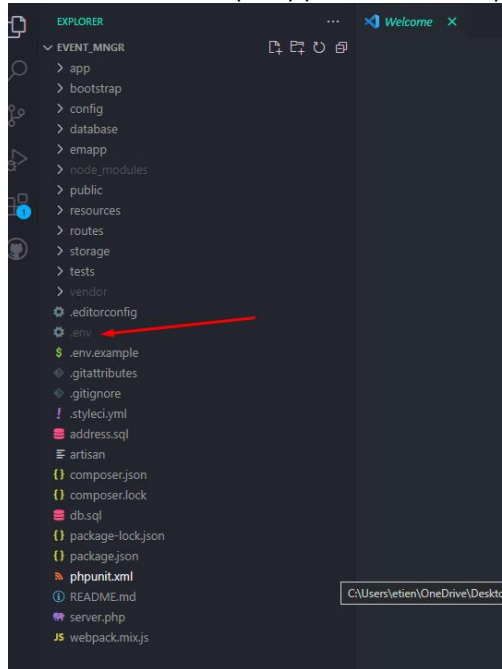 EXPLORER
Welcome
EVENT_MNGR
app
bootstrap
config
database
emapp
node_modules
public
resources
routes
storage
tests
vendor
.editorconfig
.env
$ .env.example
.gitattributes
.gitignore
! .styleci.yml
address.sql
artisan
{} composer.json
{} composer.lock
db.sql
{} package-lock.json
{} package.json
phpunit.xml
README.md
C:\Users\etien\OneDrive\Deskto
server.php
JS webpack.mix.js
1